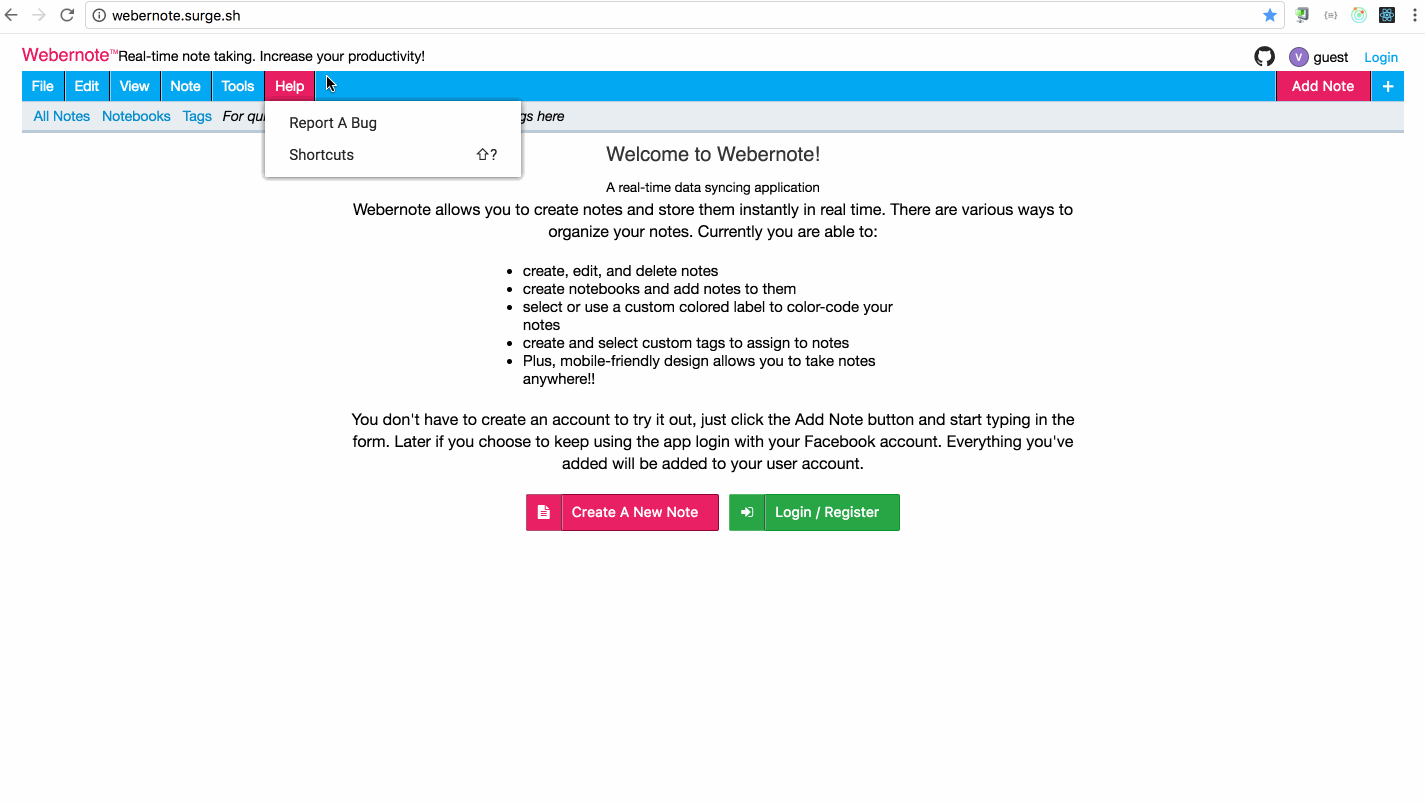 webernote.surge.sh
Webernote™Real-time note taking. Increase your productivity!
V guest Login
File Edit View Note Tools Help Add Note +
All Notes Notebooks Tags For gs here
Report A Bug
Shortcuts ⇧?
Welcome to Webernote!
A real-time data syncing application
Webernote allows you to create notes and store them instantly in real time. There are various ways to
organize your notes. Currently you are able to:
• create, edit, and delete notes
• create notebooks and add notes to them
• select or use a custom colored label to color-code your
notes
• create and select custom tags to assign to notes
• Plus, mobile-friendly design allows you to take notes
anywhere!!
You don't have to create an account to try it out, just click the Add Note button and start typing in the
form. Later if you choose to keep using the app login with your Facebook account. Everything you've
added will be added to your user account.
Create A New Note Login / Register